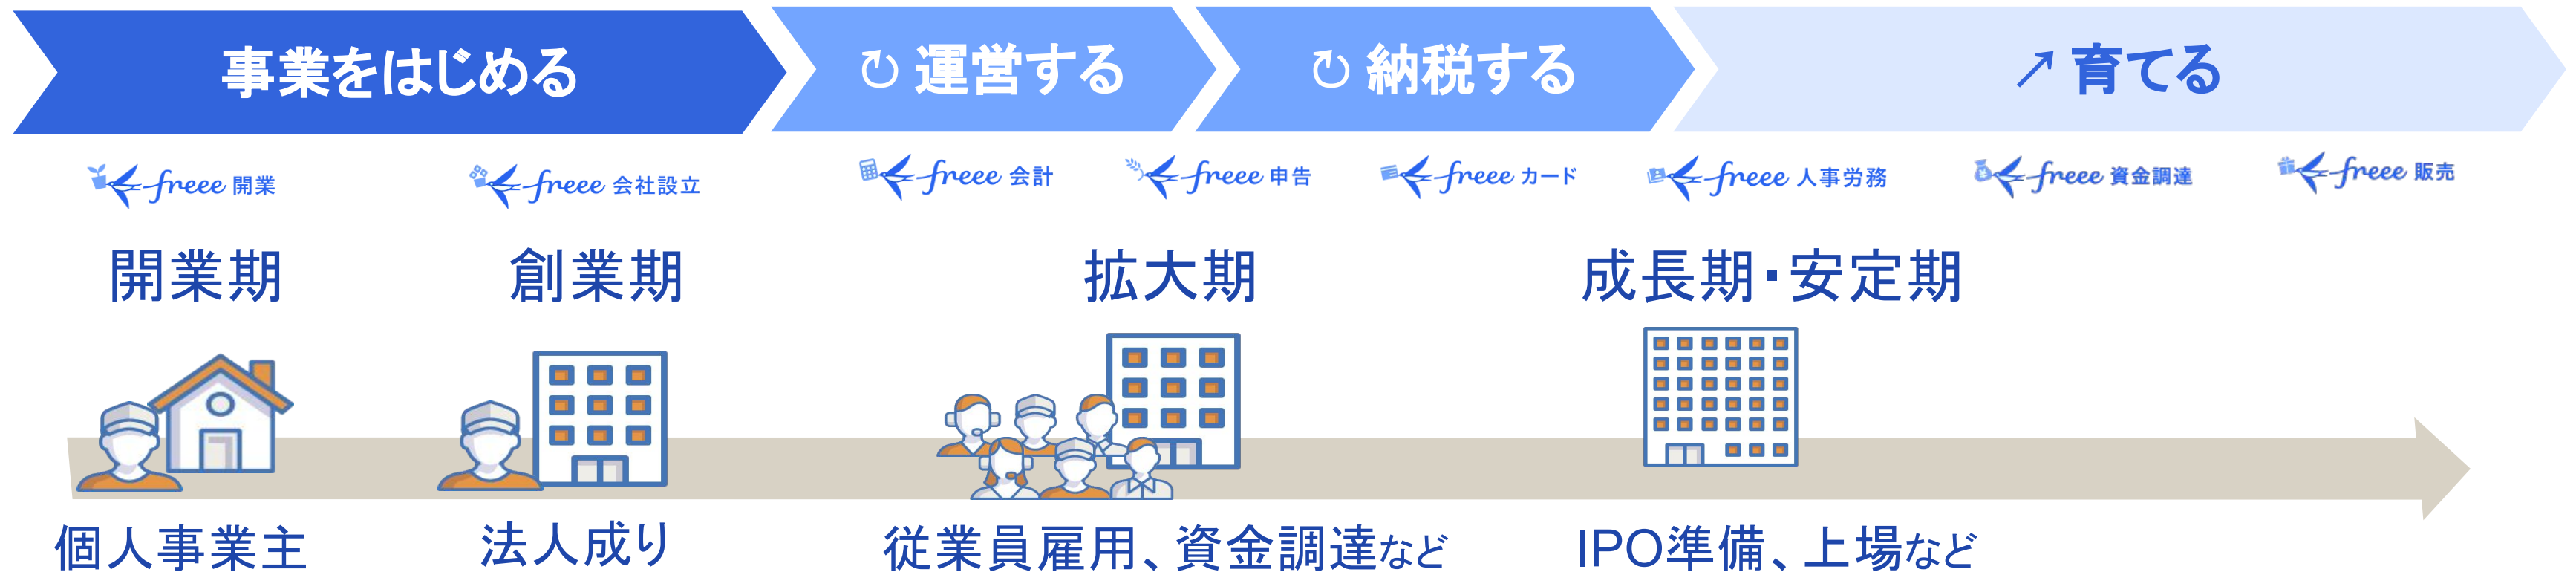 事業をはじめる
↻ 運営する
↻ 納税する
↗ 育てる
freee 開業
freee 会社設立
freee 会計
freee 申告
freee カード
freee 人事労務
freee 資金調達
freee 販売
開業期
創業期
拡大期
成長期・安定期
個人事業主
法人成り
従業員雇用、資金調達など
IPO準備、上場など